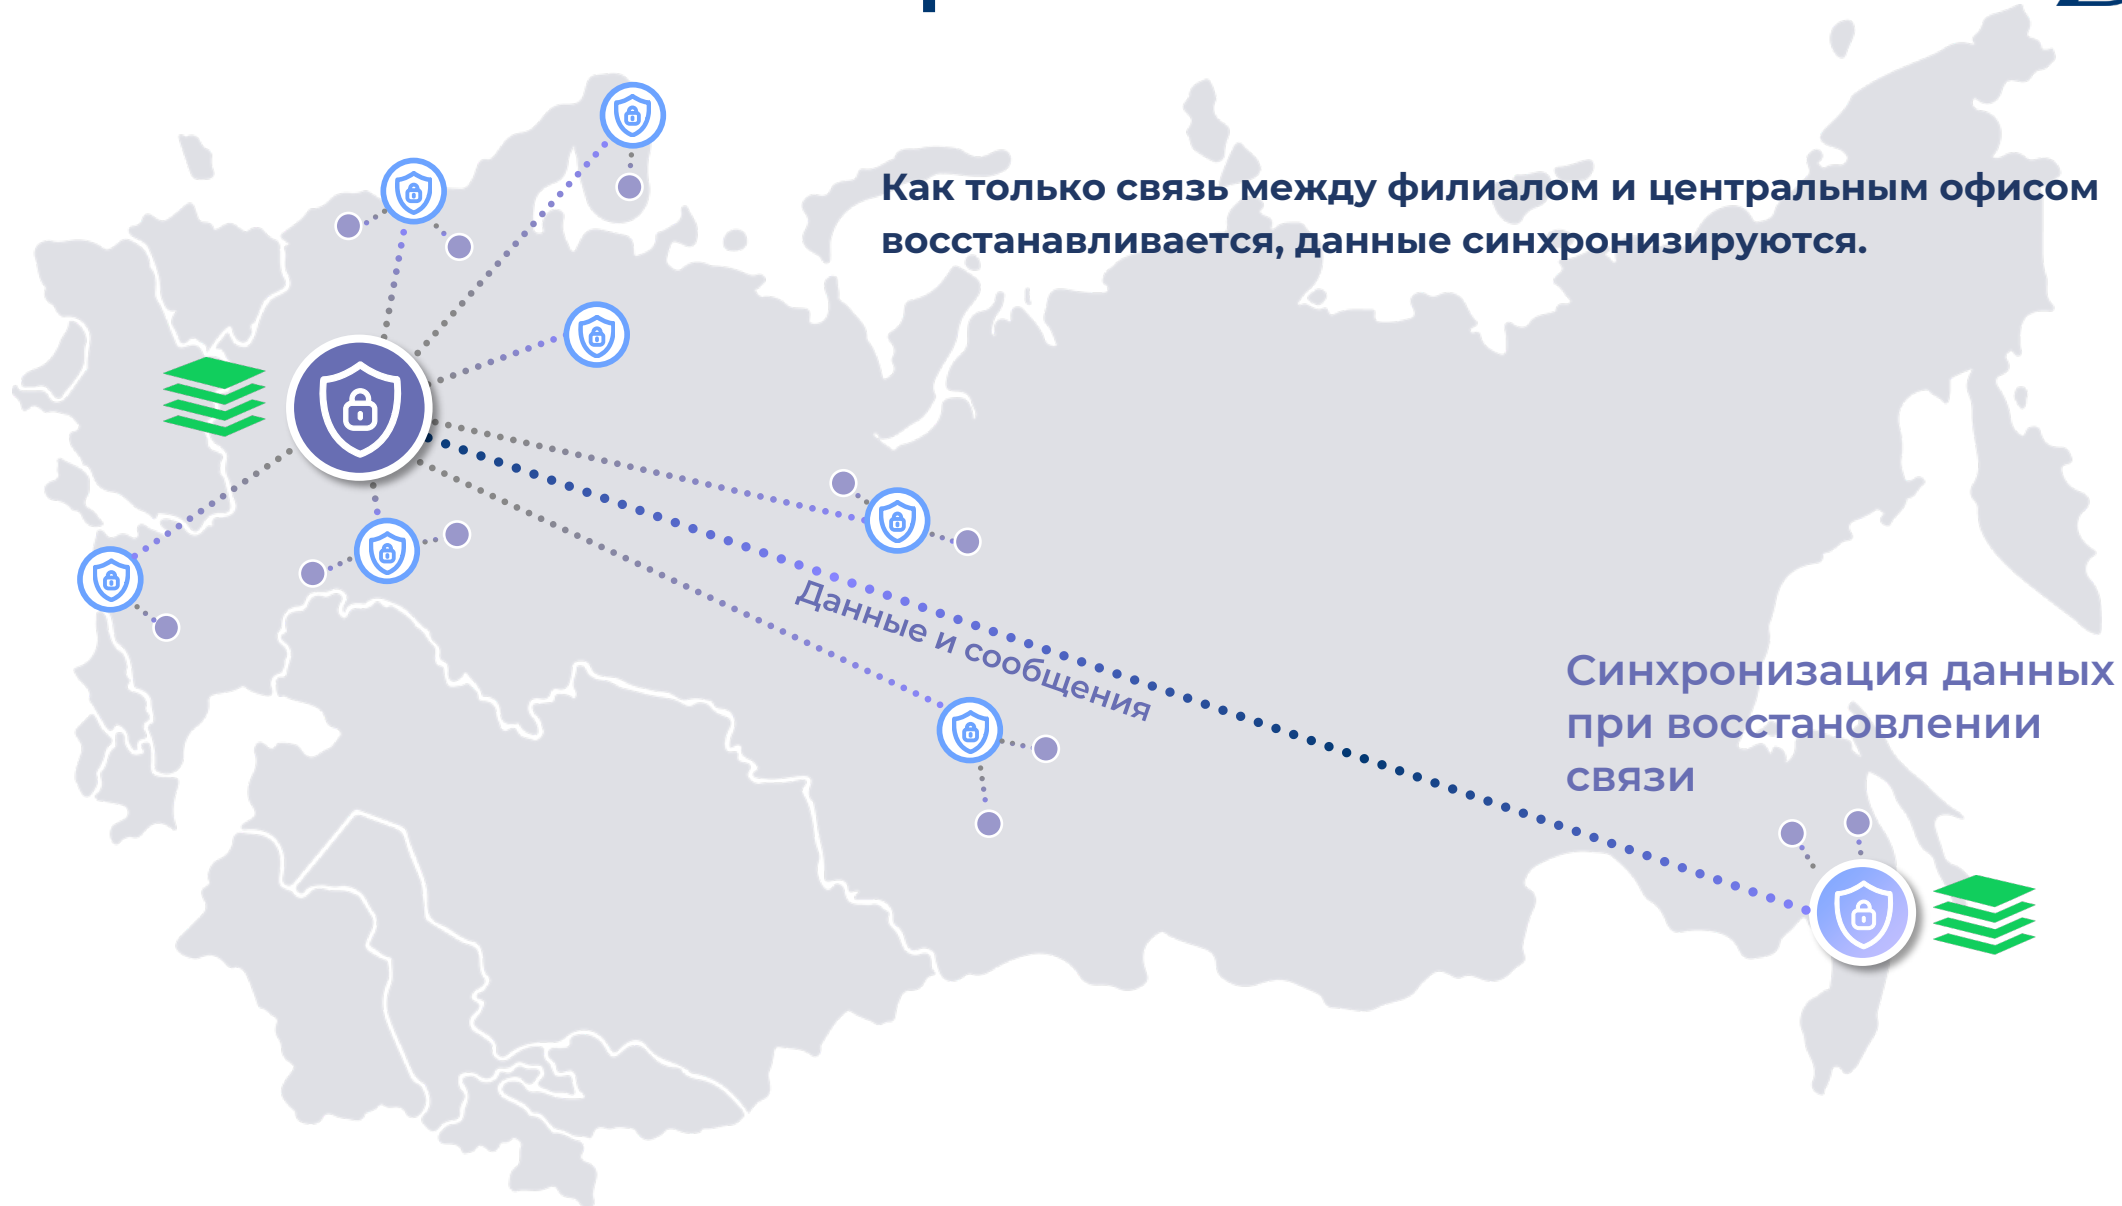 Как только связь между филиалом и центральным офисом
восстанавливается, данные синхронизируются.
Данные и сообщения
Синхронизация данных
при восстановлении
связи